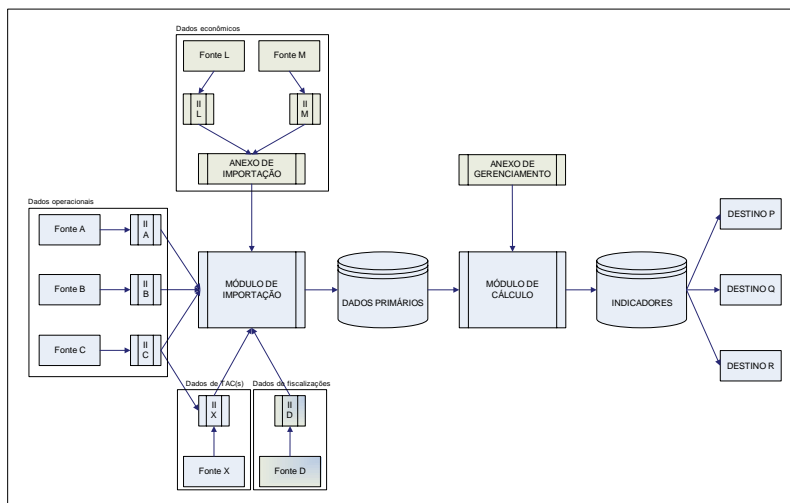 Dados econômicos
Fonte L
Fonte M
II
L
II
M
ANEXO DE
IMPORTAÇÃO
ANEXO DE
GERENCIAMENTO
Dados operacionais
Fonte A
II
A
Fonte B
II
B
Fonte C
II
C
MÓDULO DE
IMPORTAÇÃO
DADOS PRIMÁRIOS
MÓDULO DE
CÁLCULO
INDICADORES
DESTINO P
DESTINO Q
DESTINO R
Dados de TAC(s)
II
X
Fonte X
Dados de fiscalizações
II
D
Fonte D